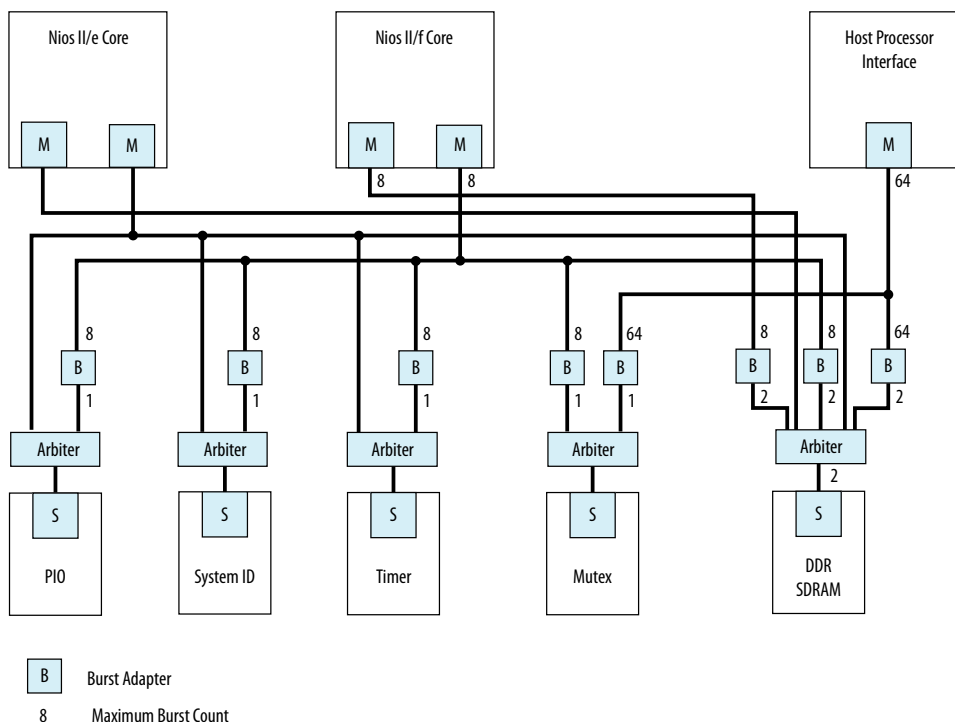 Nios II/e Core
Nios II/f Core
Host Processor
Interface
M
M
M
M
M
8
8
64
8
8
8
8
64
8
8
64
B
B
B
B
B
B
B
B
1
1
1
1
1
2
2
2
Arbiter
Arbiter
Arbiter
Arbiter
Arbiter
2
S
S
S
S
S
PIO
System ID
Timer
Mutex
DDR
SDRAM
B
Burst Adapter
8
Maximum Burst Count